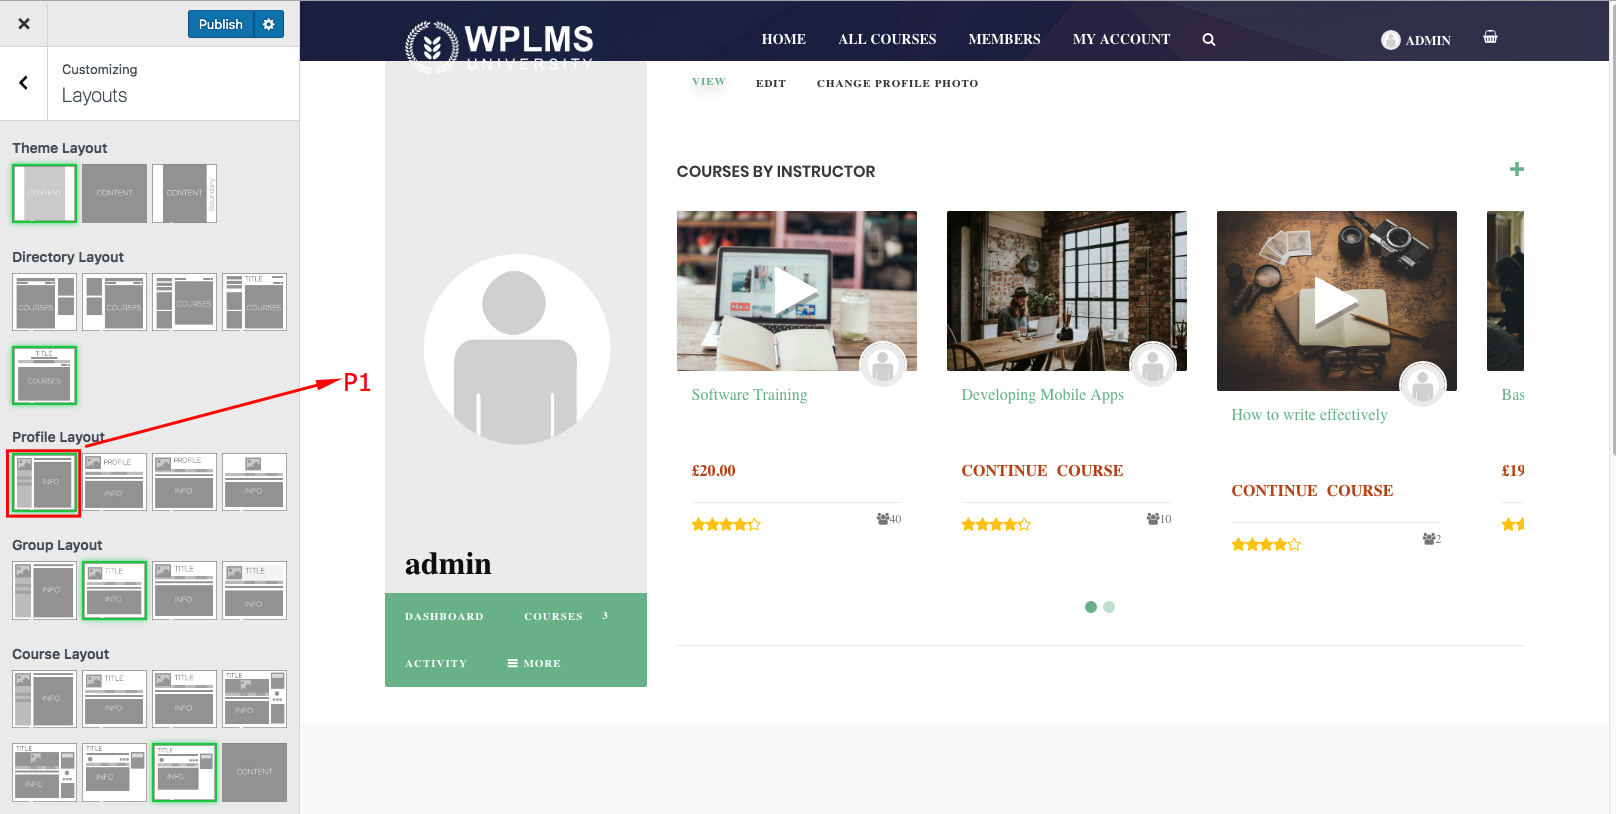 Publish
Customizing
Layouts
Theme Layout
CONTENT
CONTENT
CONTENT
Boundary
Directory Layout
COURSES
COURSES
COURSES
TITLE
COURSES
TITLE
COURSES
Profile Layout
INFO
PROFILE
INFO
PROFILE
INFO
INFO
Group Layout
INFO
TITLE
INFO
TITLE
INFO
TITLE
INFO
Course Layout
INFO
TITLE
INFO
TITLE
INFO
TITLE
INFO
TITLE
INFO
TITLE
INFO
TITLE
INFO
CONTENT
P1
WPLMS
UNIVERSITY
HOME ALL COURSES MEMBERS MY ACCOUNT
ADMIN
VIEW EDIT CHANGE PROFILE PHOTO
admin
DASHBOARD COURSES 3
ACTIVITY MORE
COURSES BY INSTRUCTOR
Software Training
£20.00
40
Developing Mobile Apps
CONTINUE COURSE
10
How to write effectively
CONTINUE COURSE
2
Bas
£19